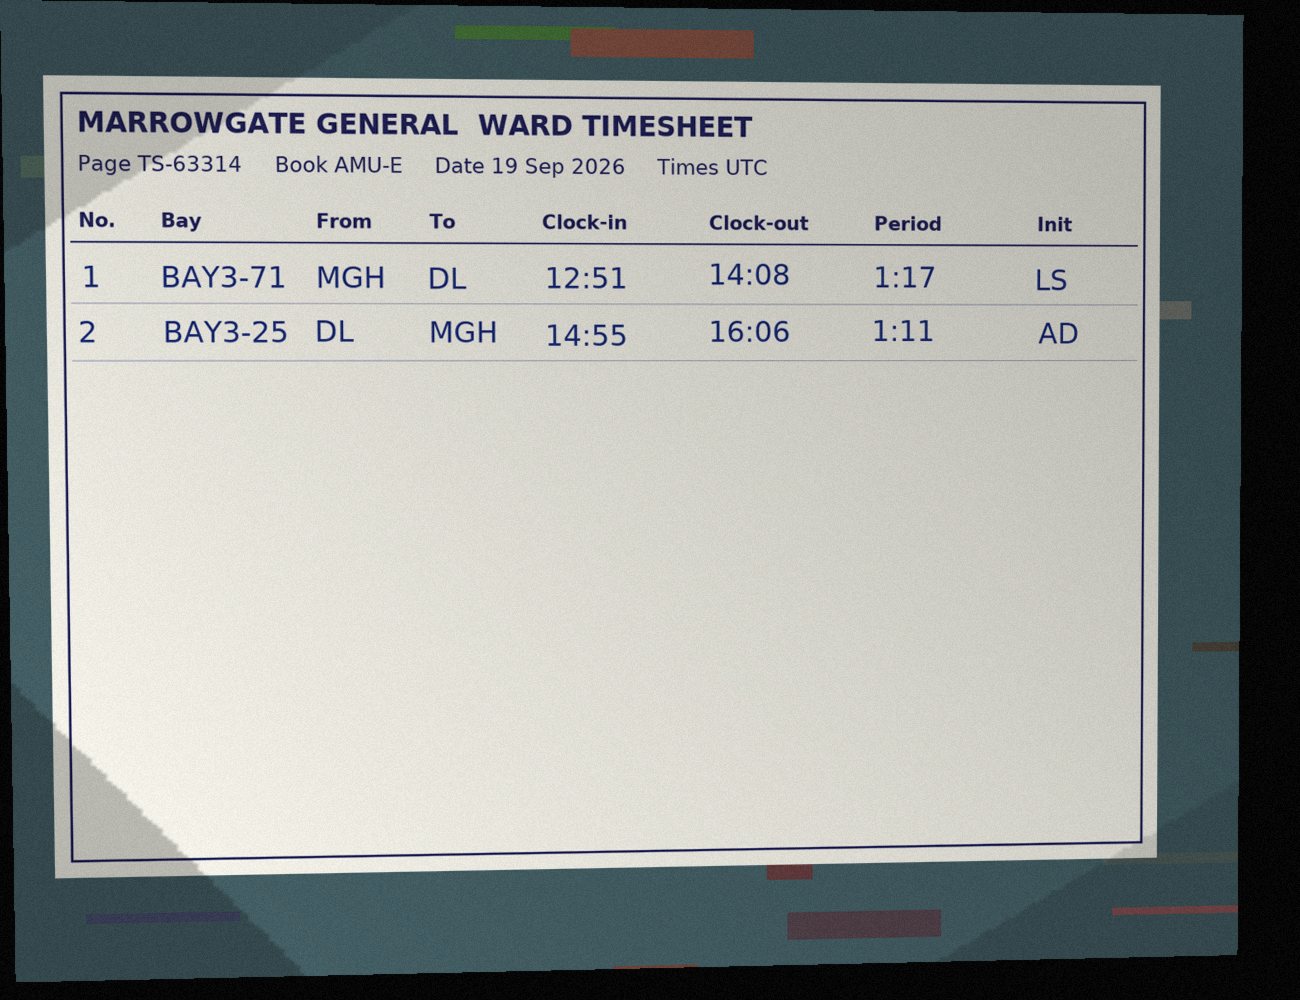 MARROWGATE GENERAL WARD TIMESHEET
Page TS-63314 Book AMU-E Date 19 Sep 2026 Times UTC
No. Bay From To Clock-in Clock-out Period Init
1 BAY3-71 MGH DL 12:51 14:08 1:17 LS
2 BAY3-25 DL MGH 14:55 16:06 1:11 AD